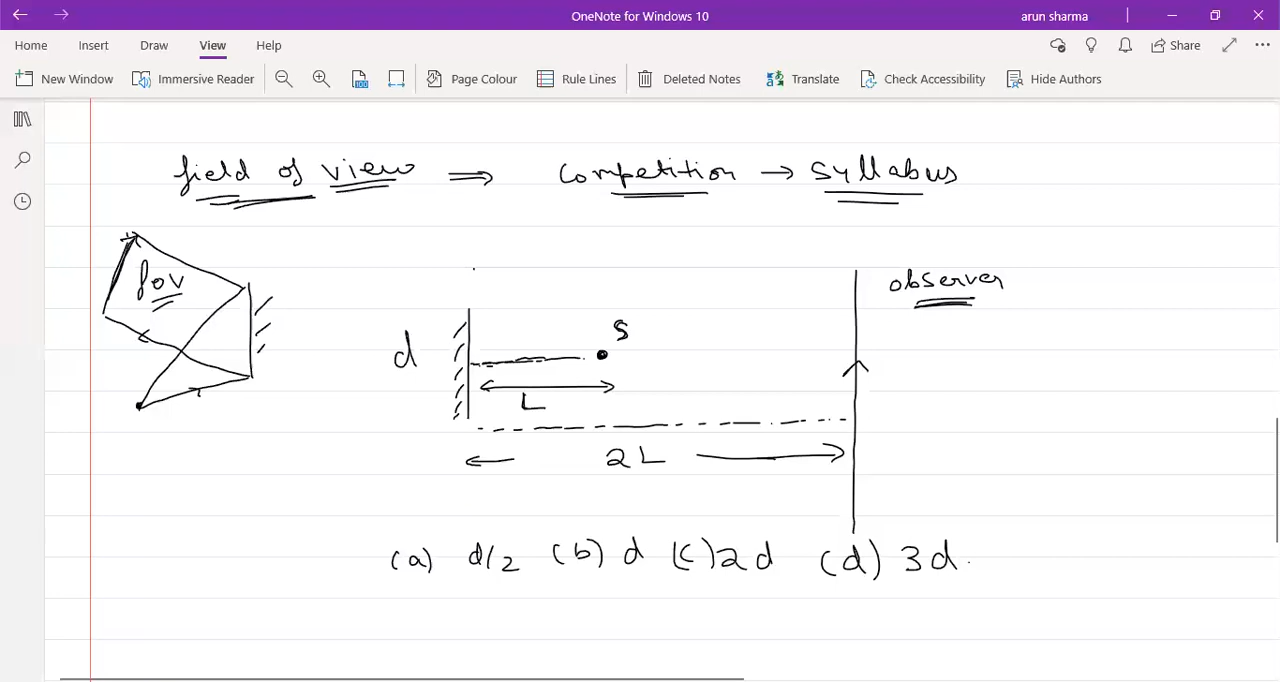 OneNote for Windows 10
arun sharma
Home Insert Draw View Help
Share
New Window Immersive Reader Page Colour Rule Lines Deleted Notes Translate Check Accessibility Hide Authors
field of view ⇒ competition → syllabus
fov
observer
S
d
L
2L
(a) d/2 (b) d (c) 2d (d) 3d.